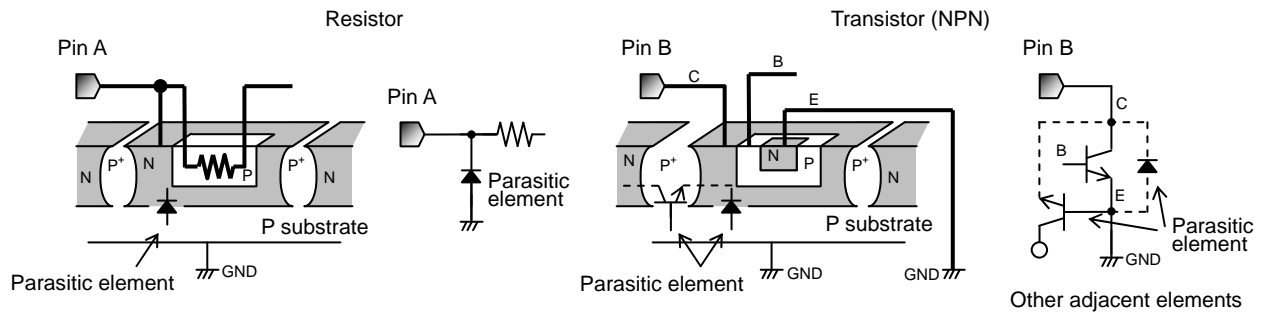 Resistor
Transistor (NPN)
Pin A
N
P+
N
P
P+
N
P substrate
GND
Parasitic element
Pin A
Parasitic
element
Pin B
C
B
E
N
P+
N
N
P
P+
N
P substrate
GND
GND
Parasitic element
Pin B
C
B
E
Parasitic
element
GND
Other adjacent elements